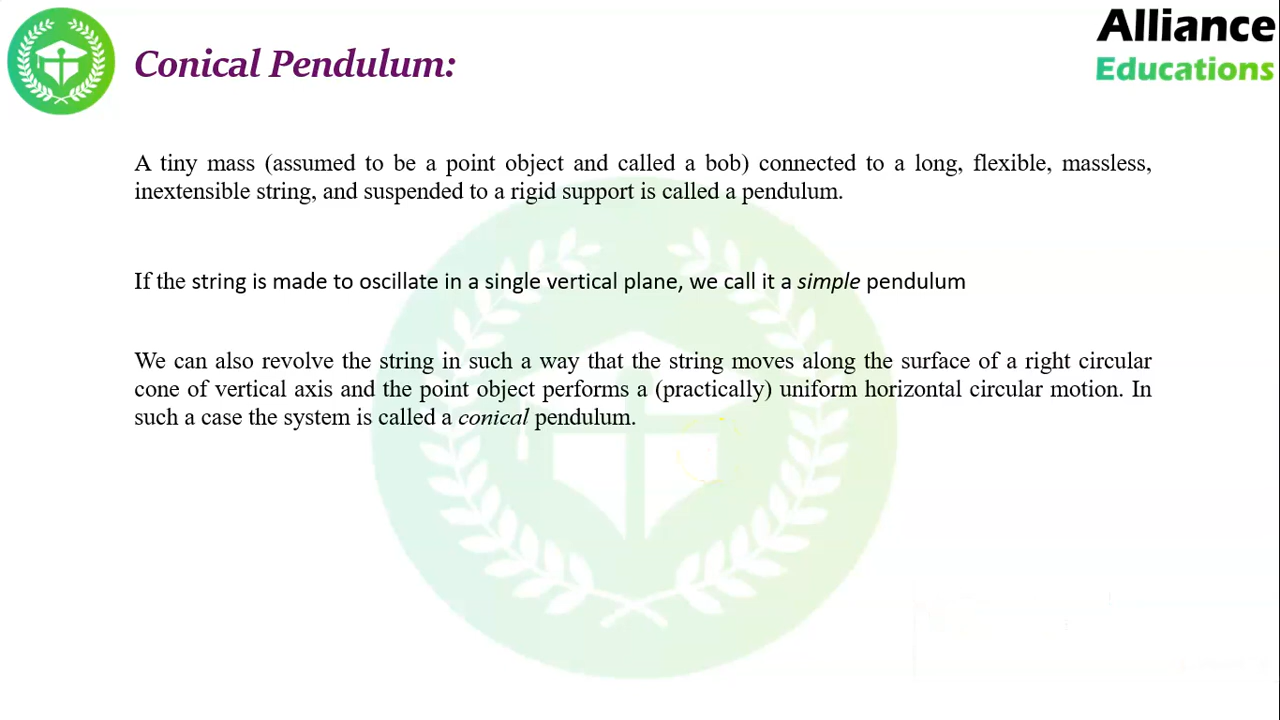 Conical Pendulum:
Alliance
Educations
A tiny mass (assumed to be a point object and called a bob) connected to a long, flexible, massless,
inextensible string, and suspended to a rigid support is called a pendulum.
If the string is made to oscillate in a single vertical plane, we call it a simple pendulum
We can also revolve the string in such a way that the string moves along the surface of a right circular
cone of vertical axis and the point object performs a (practically) uniform horizontal circular motion. In
such a case the system is called a conical pendulum.